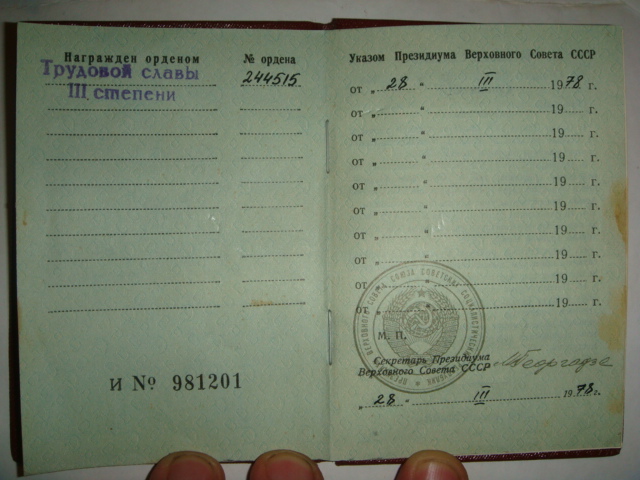 Награжден орденом
№ ордена
Трудовой славы
III степени
244515
И № 981201
Указом Президиума Верховного Совета СССР
от „ 28 “ III 1978 г.
от „ “ 19 г.
от „ “ 19 г.
от „ “ 19 г.
от „ “ 19 г.
от „ “ 19 г.
от „ “ 19 г.
от „ “ 19 г.
от „ “ 19 г.
от „ “ 19 г.
М. П.
Секретарь Президиума
Верховного Совета СССР
МГеоргадзе
„ 28 “ III 1978 г.